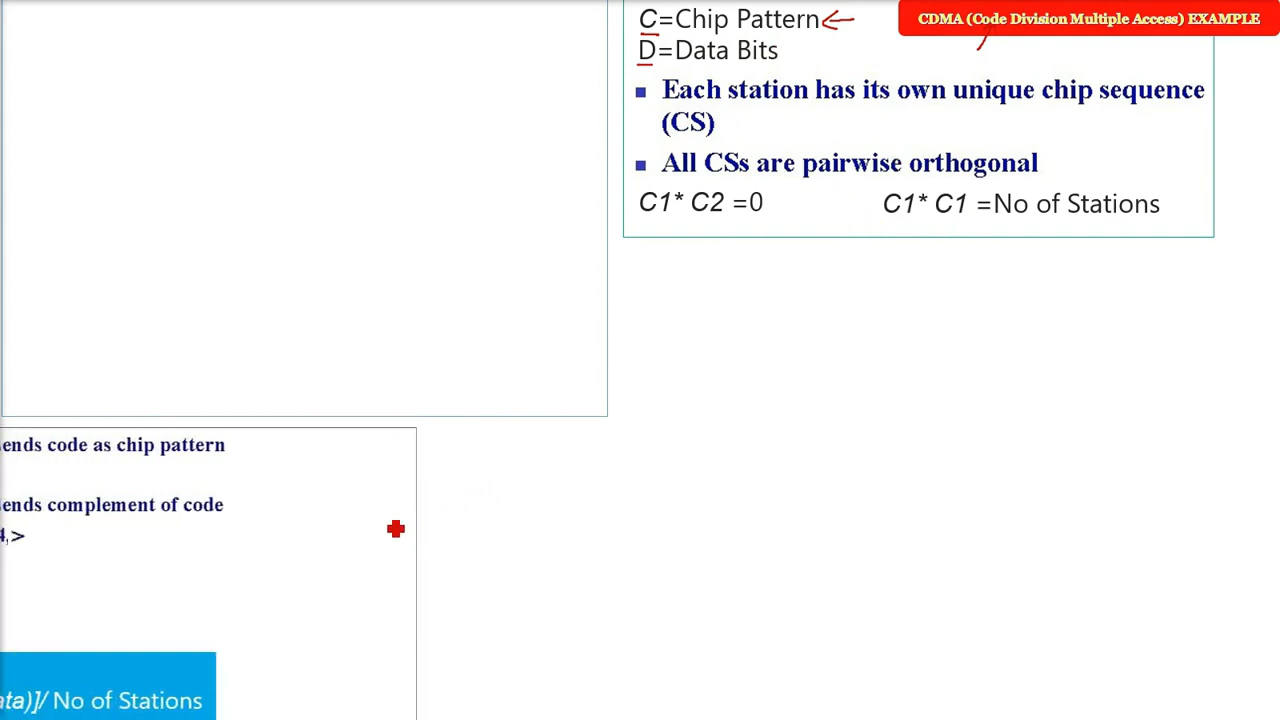 C=Chip Pattern
CDMA (Code Division Multiple Access) EXAMPLE
D=Data Bits
Each station has its own unique chip sequence
(CS)
All CSs are pairwise orthogonal
C1* C2 =0
C1* C1 =No of Stations
ends code as chip pattern
ends complement of code
4,>
ata)]/ No of Stations